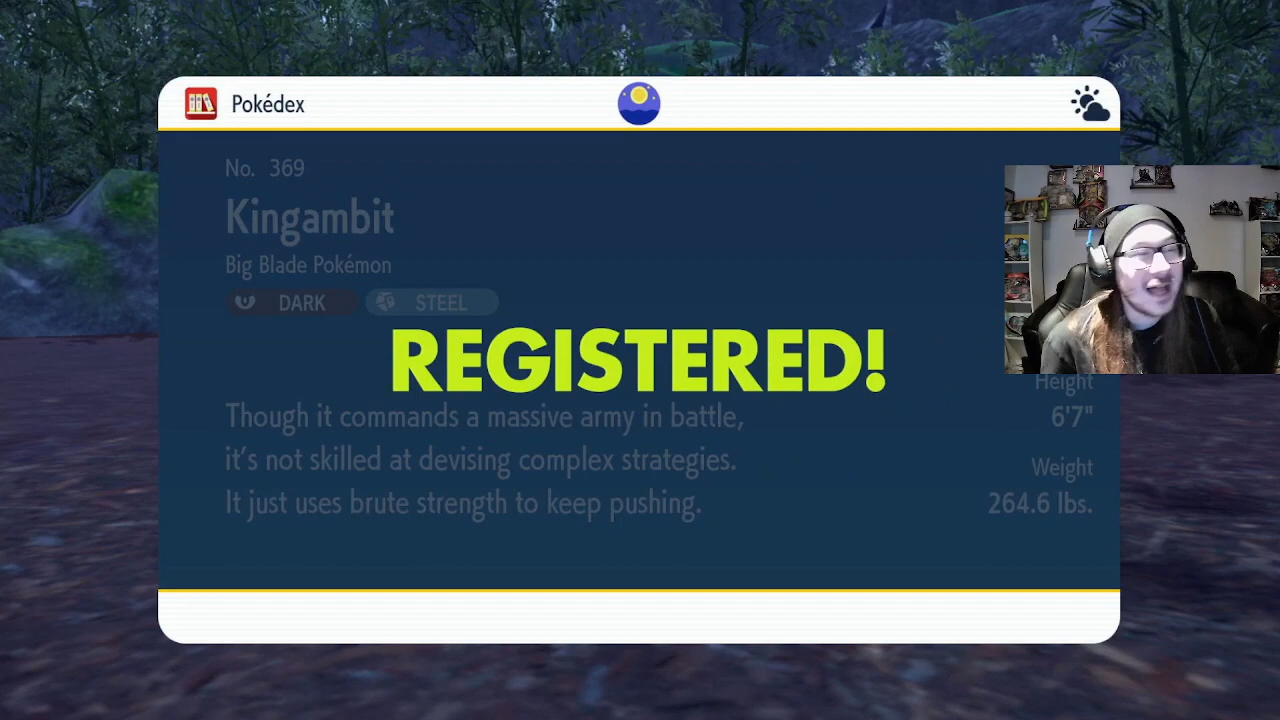 Pokédex
No. 369
Kingambit
Big Blade Pokémon
DARK STEEL
REGISTERED!
Though it commands a massive army in battle,
it's not skilled at devising complex strategies.
It just uses brute strength to keep pushing.
Height
6'7"
Weight
264.6 lbs.